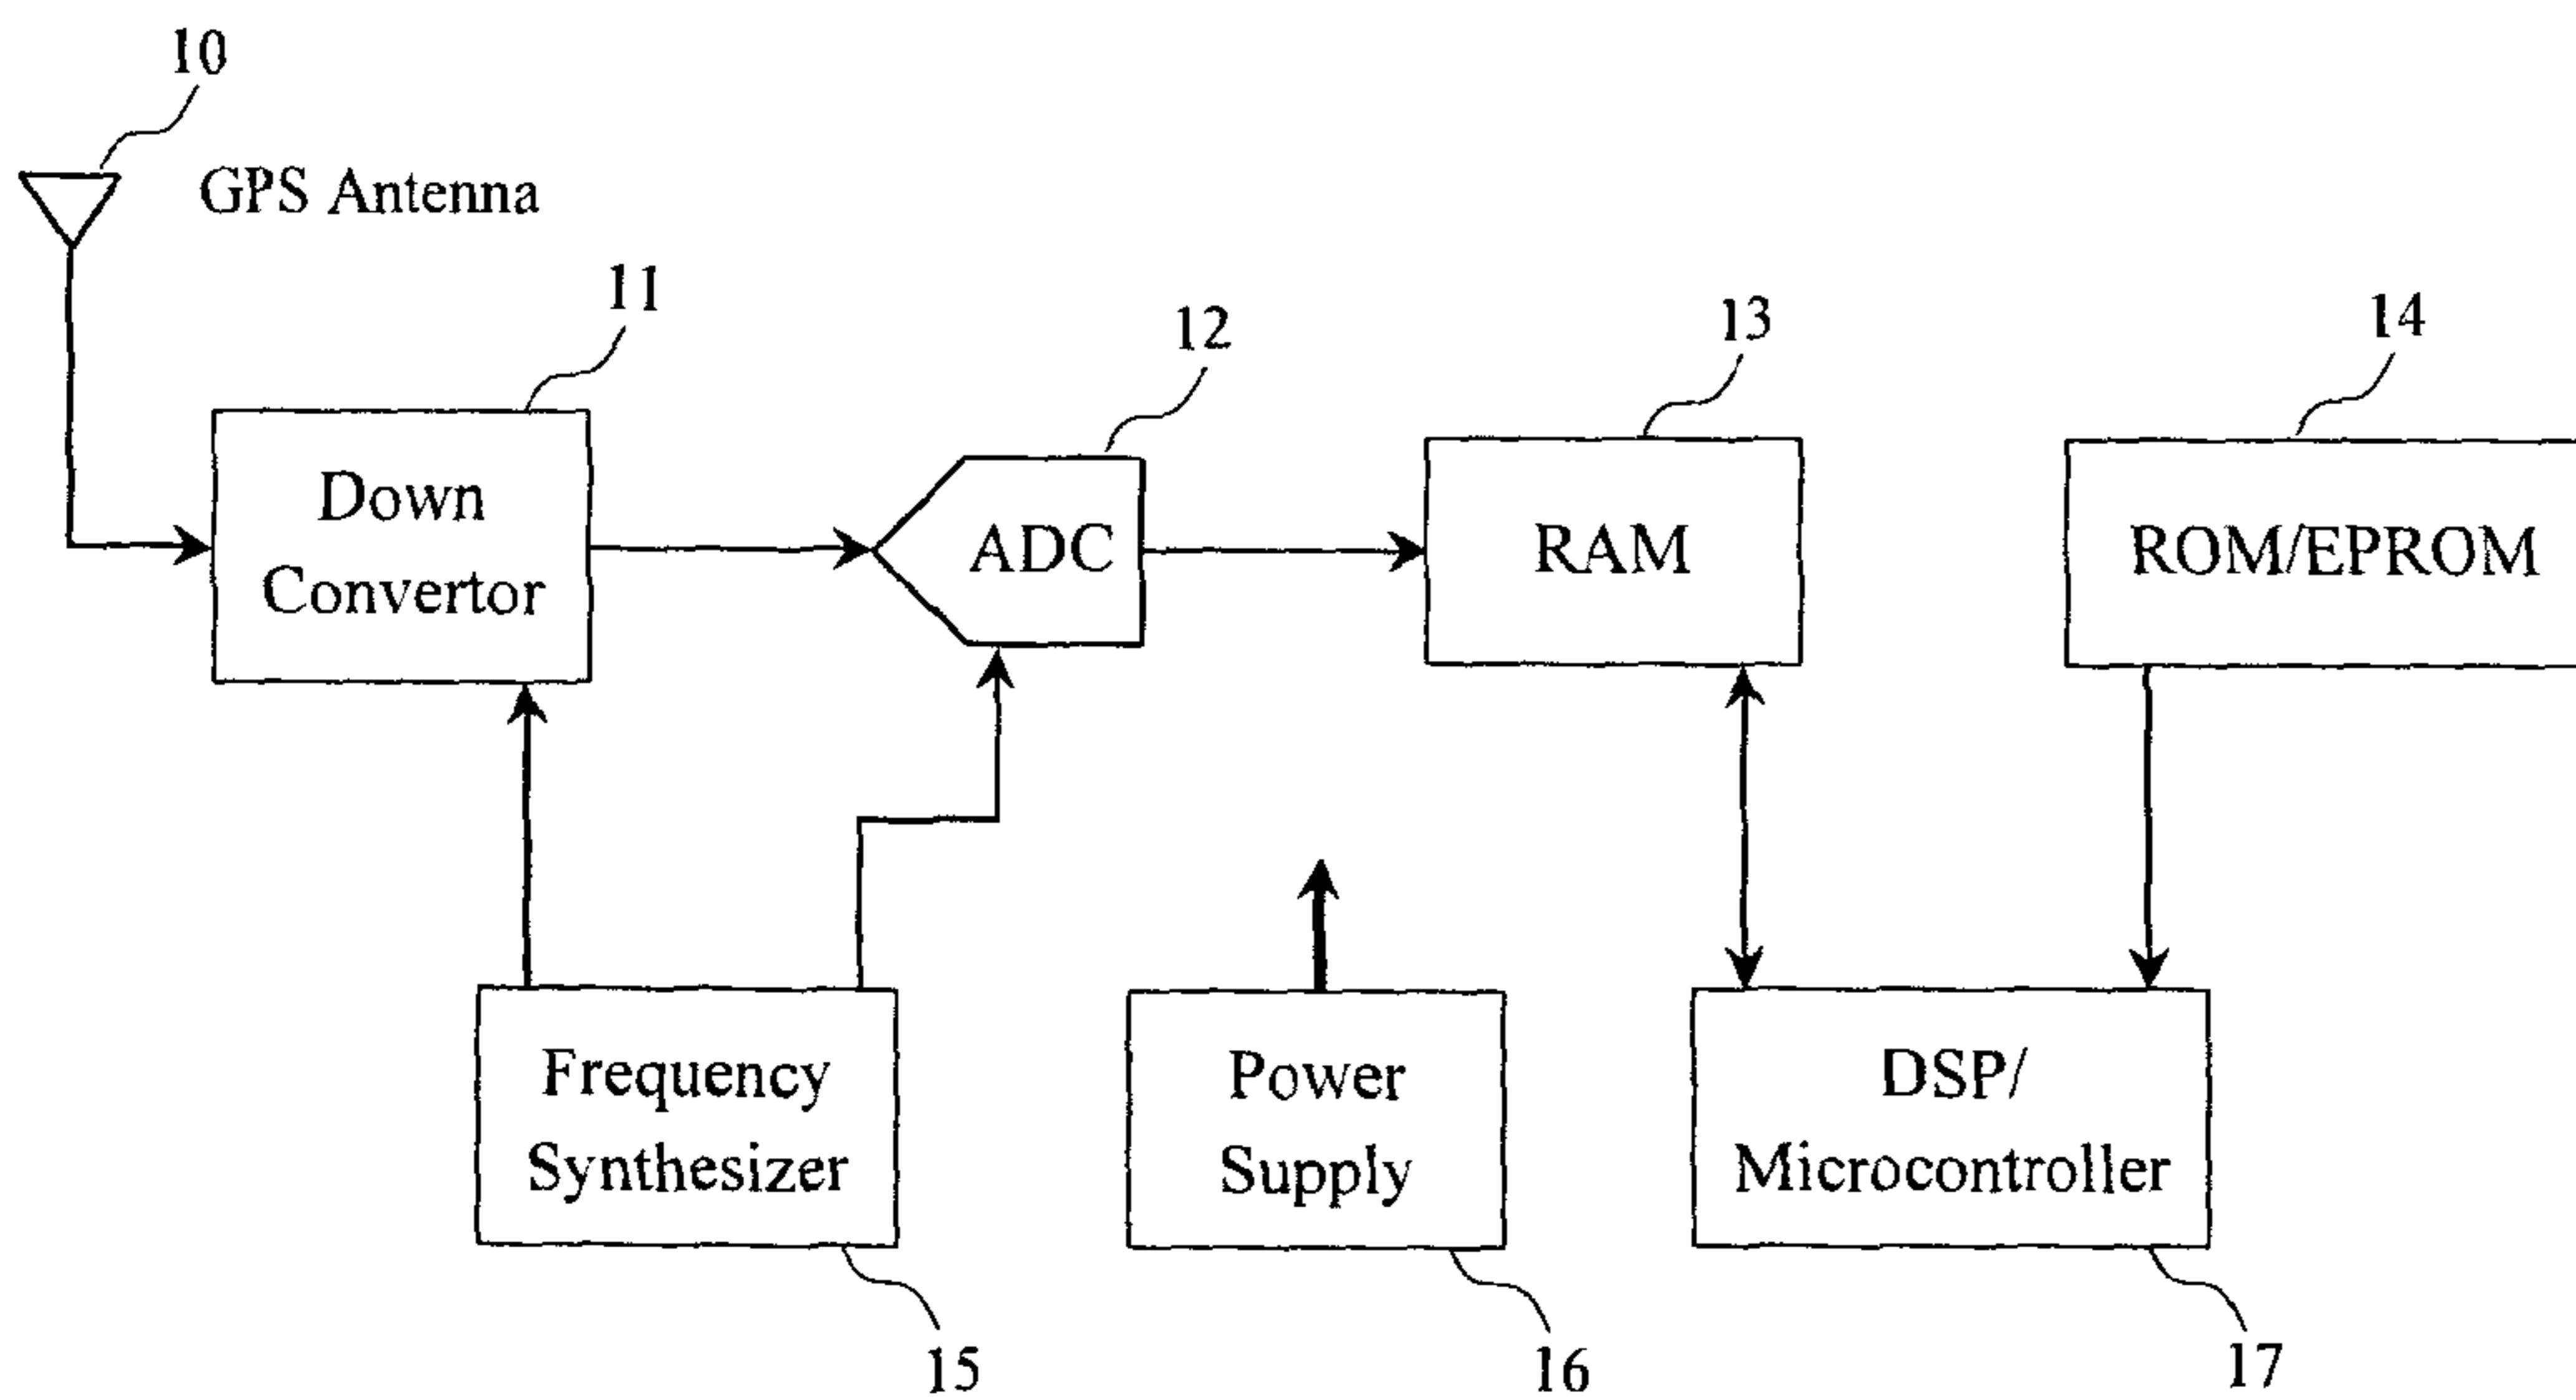 10
GPS Antenna
11
12
13
14
Down
Convertor
ADC
RAM
ROM/EPROM
Frequency
Synthesizer
Power
Supply
DSP/
Microcontroller
15
16
17